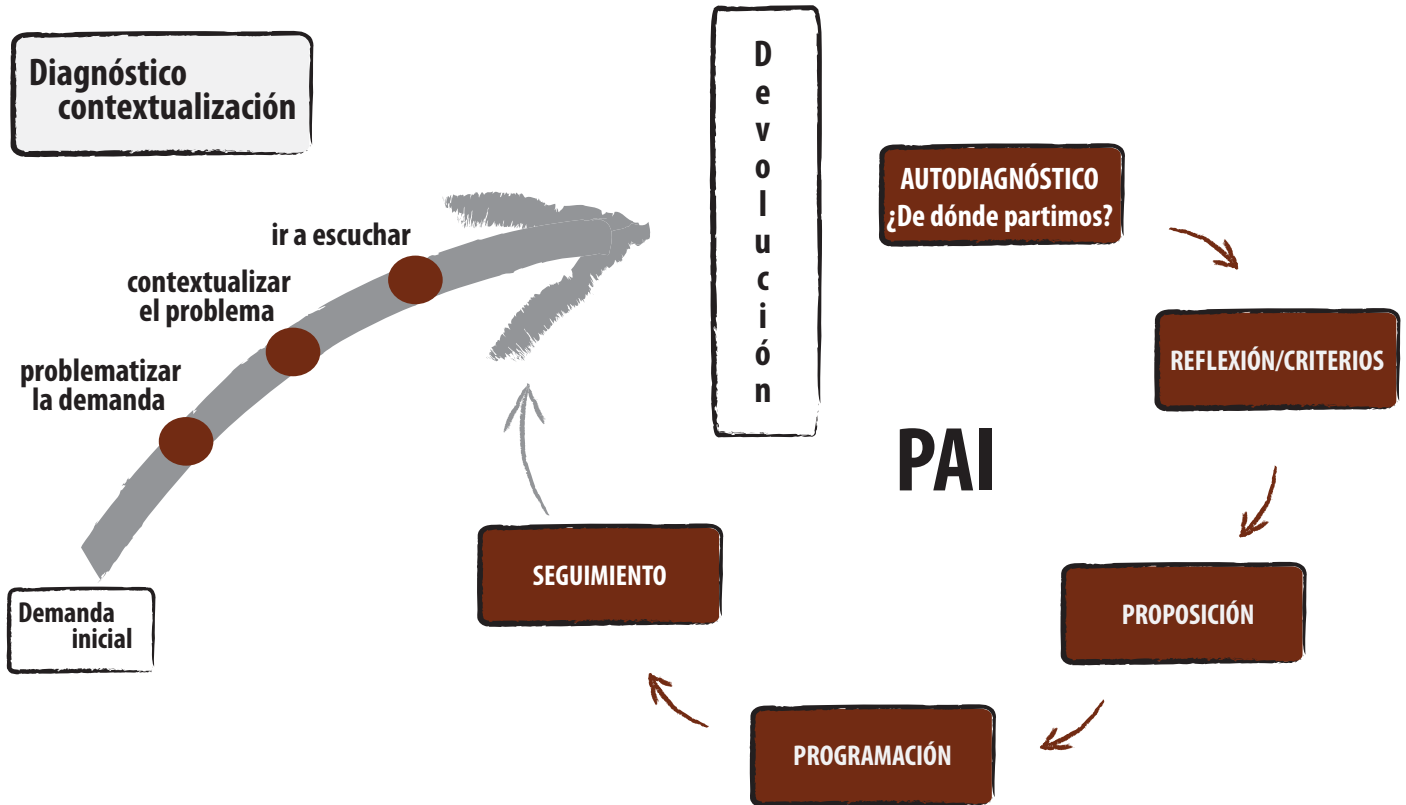 Diagnóstico
contextualización
ir a escuchar
contextualizar
el problema
problematizar
la demanda
Demanda
inicial
Devolución
AUTODIAGNÓSTICO
¿De dónde partimos?
REFLEXIÓN/CRITERIOS
PAI
PROPOSICIÓN
PROGRAMACIÓN
SEGUIMIENTO